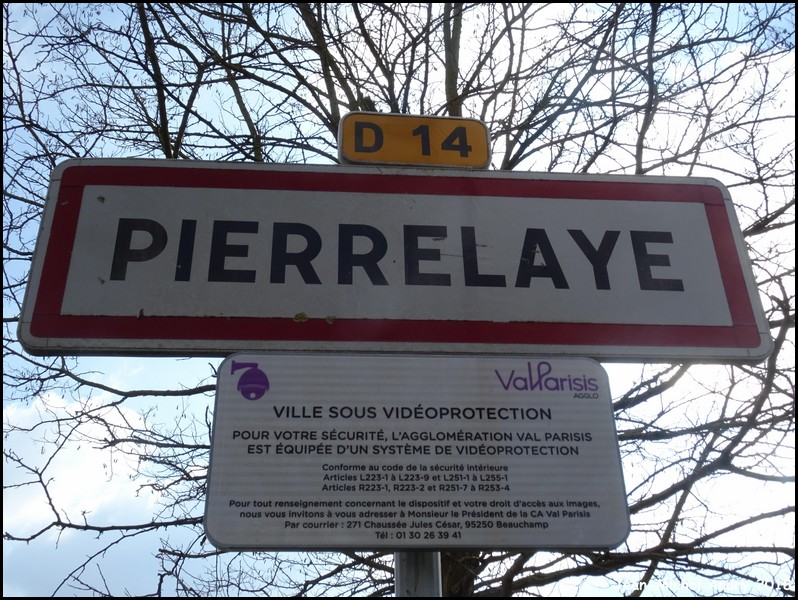 D 14
PIERRELAYE
ValParisis
AGGLO
VILLE SOUS VIDÉOPROTECTION
POUR VOTRE SÉCURITÉ, L'AGGLOMÉRATION VAL PARISIS
EST ÉQUIPÉE D'UN SYSTÈME DE VIDÉOPROTECTION
Conforme au code de la sécurité intérieure
Articles L223-1 à L223-9 et L251-1 à L255-1
Articles R223-1, R223-2 et R251-7 à R253-4
Pour tout renseignement concernant le dispositif et votre droit d'accès aux images,
nous vous invitons à vous adresser à Monsieur le Président de la CA Val Parisis
Par courrier : 271 Chaussée Jules César, 95250 Beauchamp
Tél : 01 30 26 39 41